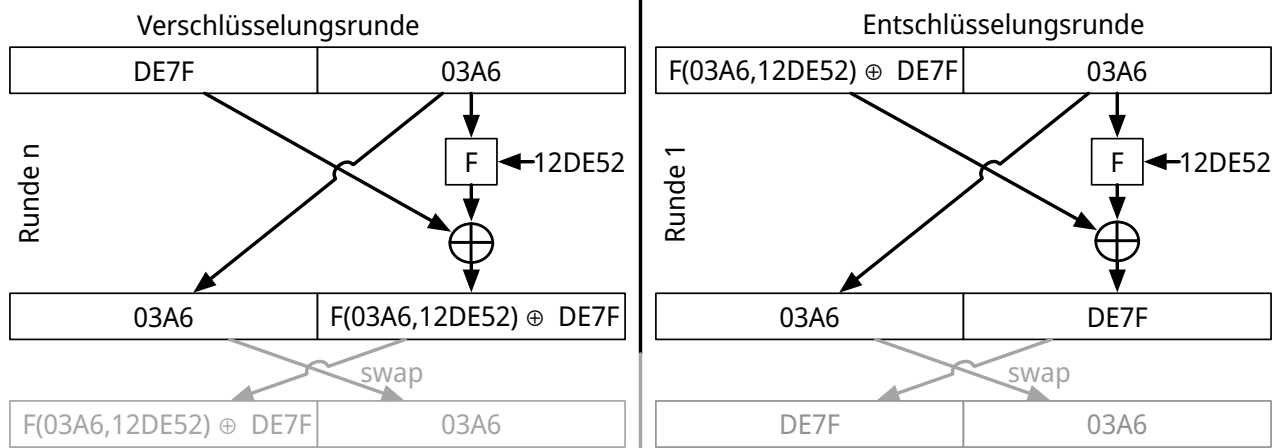 Verschlüsselungsrunde
DE7F 03A6
Runde n
F
12DE52
03A6 F(03A6,12DE52) ⊕ DE7F
swap
F(03A6,12DE52) ⊕ DE7F 03A6
Entschlüsselungsrunde
F(03A6,12DE52) ⊕ DE7F 03A6
Runde 1
F
12DE52
03A6 DE7F
swap
DE7F 03A6